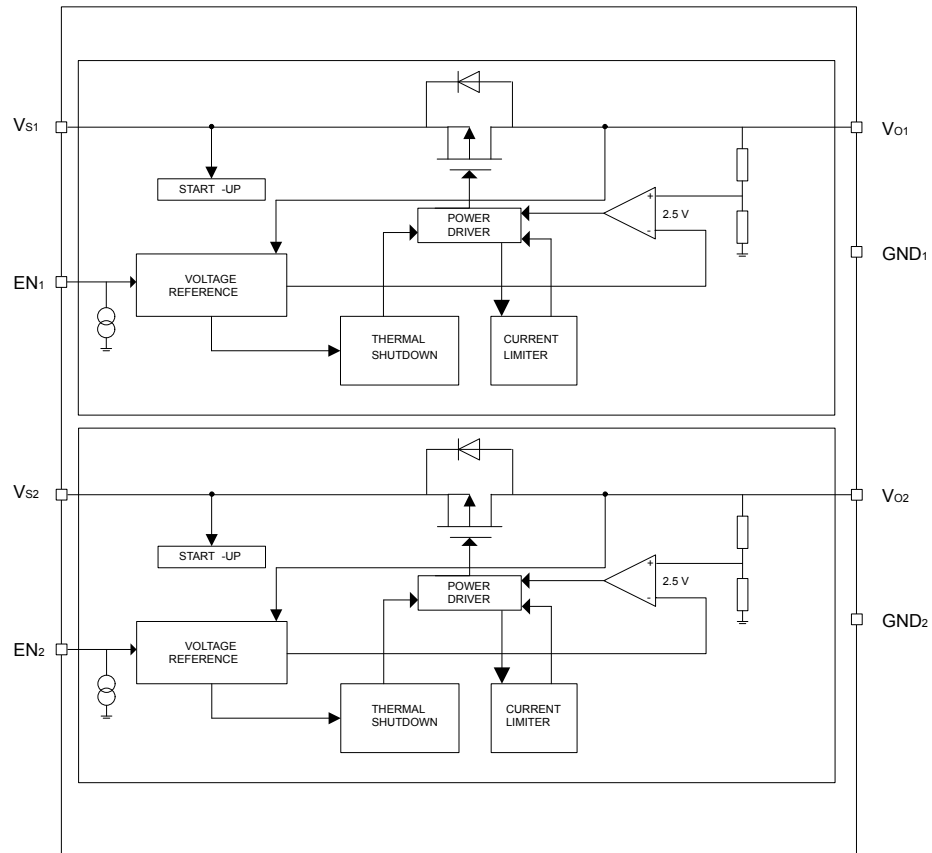 VS1
VO1
START -UP
POWER
DRIVER
+
2.5 V
-
GND1
EN1
VOLTAGE
REFERENCE
THERMAL
SHUTDOWN
CURRENT
LIMITER
VS2
VO2
START -UP
POWER
DRIVER
+
2.5 V
-
GND2
EN2
VOLTAGE
REFERENCE
THERMAL
SHUTDOWN
CURRENT
LIMITER